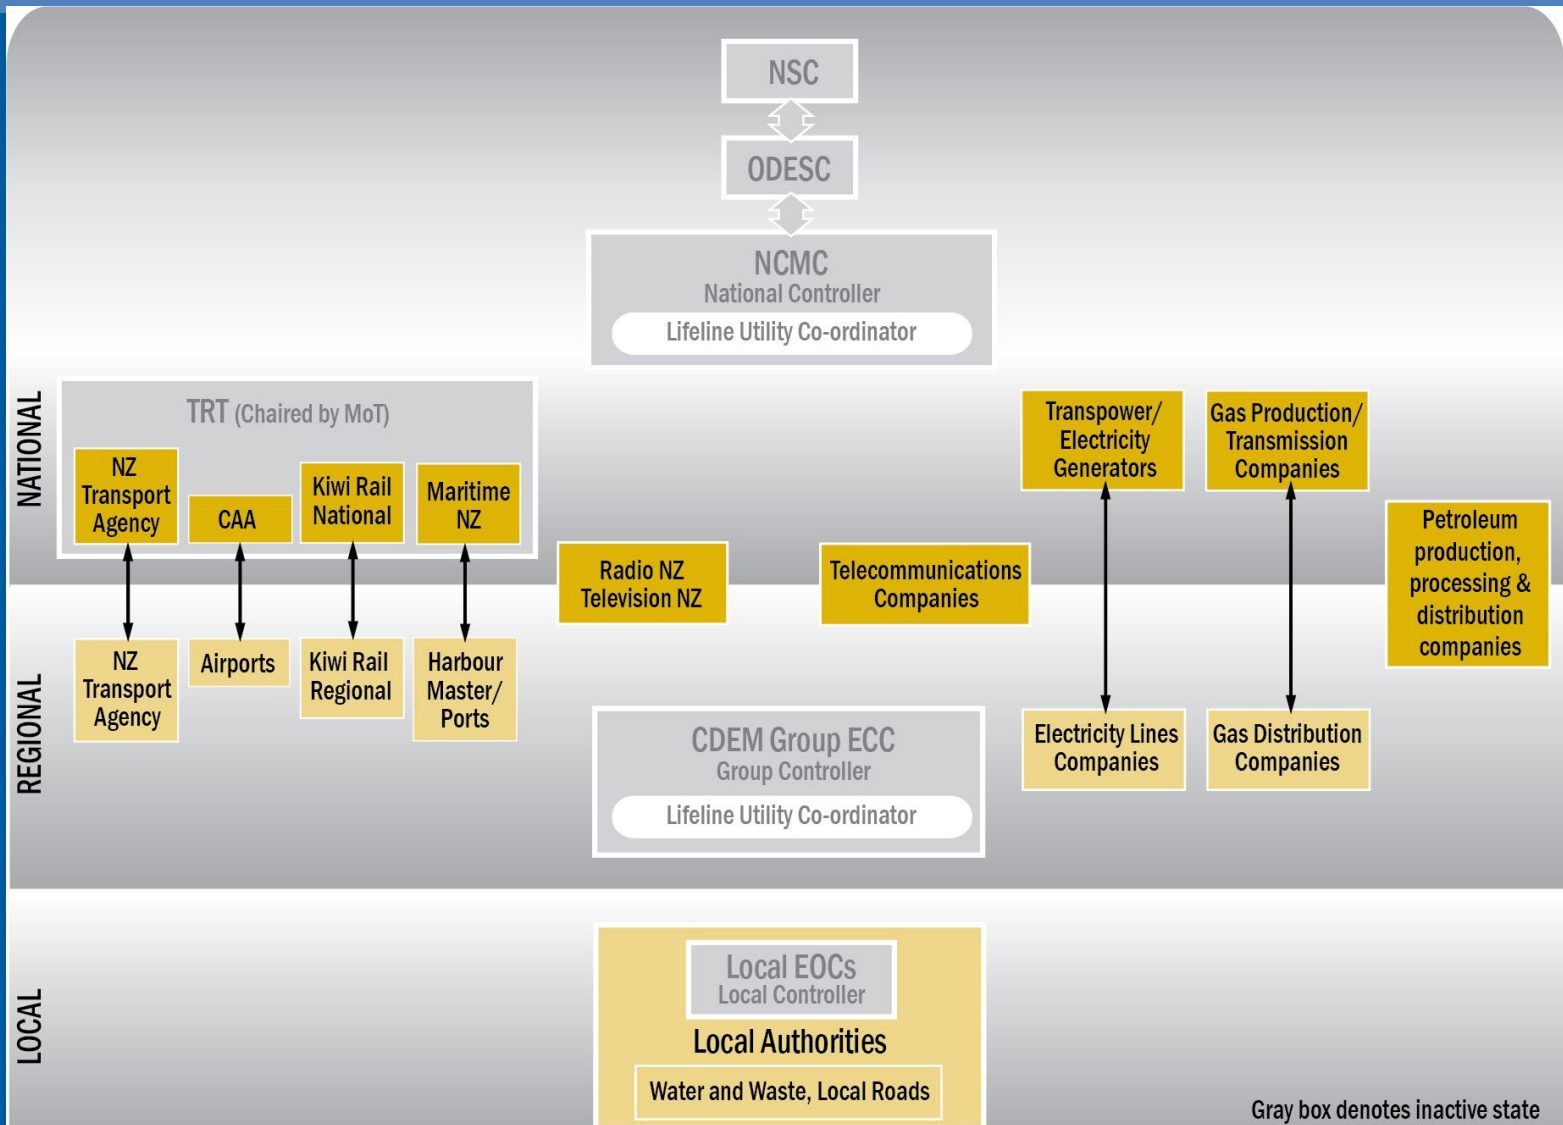 NSC
ODESC
NCMC
National Controller
Lifeline Utility Co-ordinator
NATIONAL
TRT (Chaired by MoT)
NZ
Transport
Agency
CAA
Kiwi Rail
National
Maritime
NZ
Radio NZ
Television NZ
Telecommunications
Companies
Transpower/
Electricity
Generators
Gas Production/
Transmission
Companies
Petroleum
production,
processing &
distribution
companies
REGIONAL
NZ
Transport
Agency
Airports
Kiwi Rail
Regional
Harbour
Master/
Ports
CDEM Group ECC
Group Controller
Lifeline Utility Co-ordinator
Electricity Lines
Companies
Gas Distribution
Companies
LOCAL
Local EOCs
Local Controller
Local Authorities
Water and Waste, Local Roads
Gray box denotes inactive state